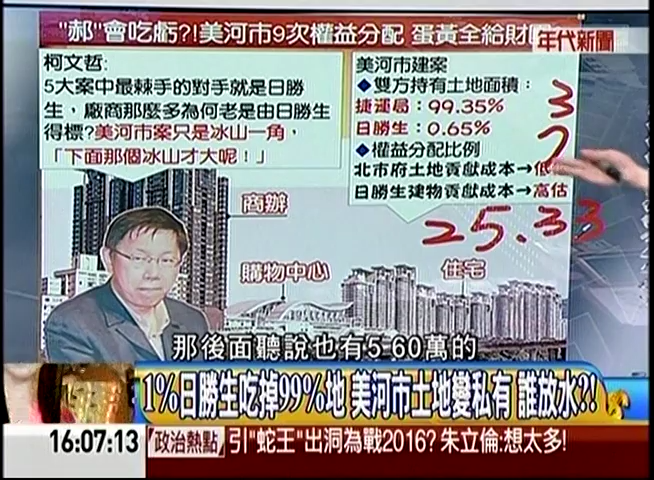 "郝"會吃虧?!美河市9次權益分配 蛋黃全給財團
年代新聞
柯文哲:
5大案中最棘手的對手就是日勝
生,廠商那麼多為何老是由日勝生
得標?美河市案只是冰山一角,
「下面那個冰山才大呢!」
美河市建案
◆雙方持有土地面積:
捷運局:99.35%
日勝生:0.65%
◆權益分配比例
北市府土地貢獻成本→低
日勝生建物貢獻成本→高估
3
25.33
商辦
購物中心
住宅
那後面聽說也有5.60萬的
1%日勝生吃掉99%地 美河市土地變私有 誰放水?!
16:07:13
政治熱點
引"蛇王"出洞為戰2016? 朱立倫:想太多!